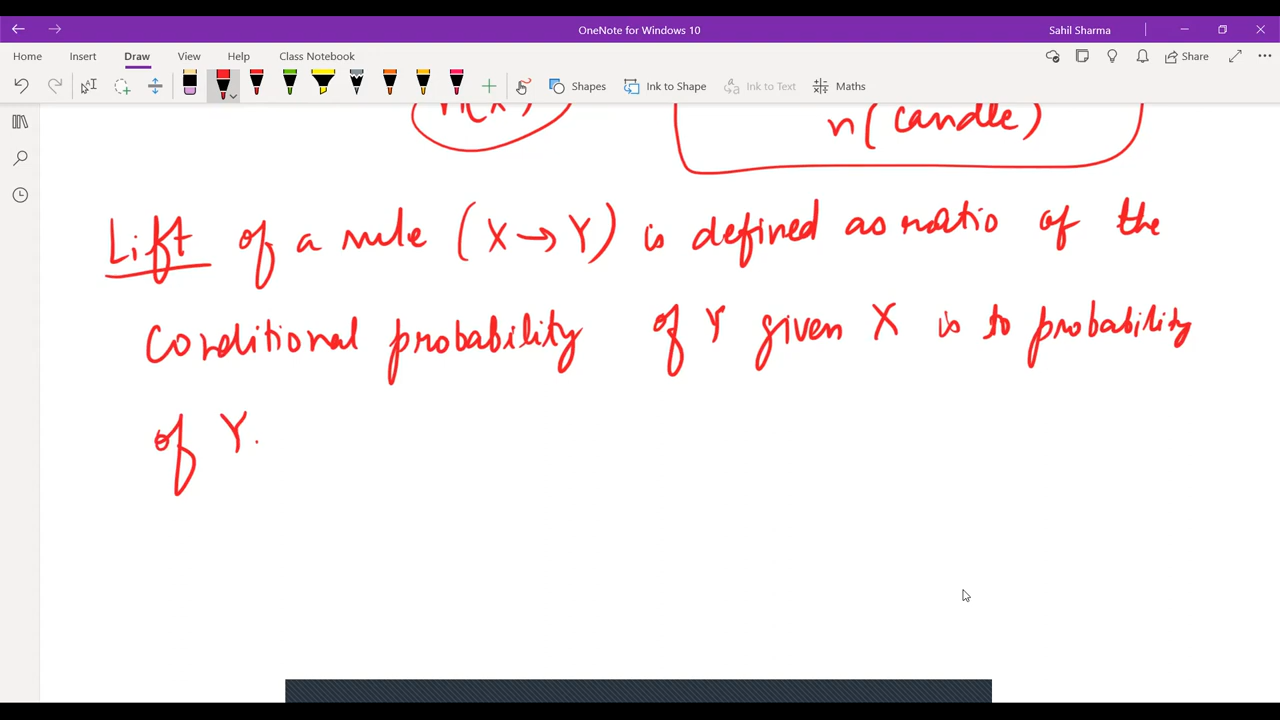 OneNote for Windows 10
Sahil Sharma
Home Insert Draw View Help Class Notebook
Share
Shapes Ink to Shape Ink to Text Maths
n(x)
n(candle)
Lift of a rule (X→Y) is defined as ratio of the
Conditional probability of Y given X is to probability
of Y.